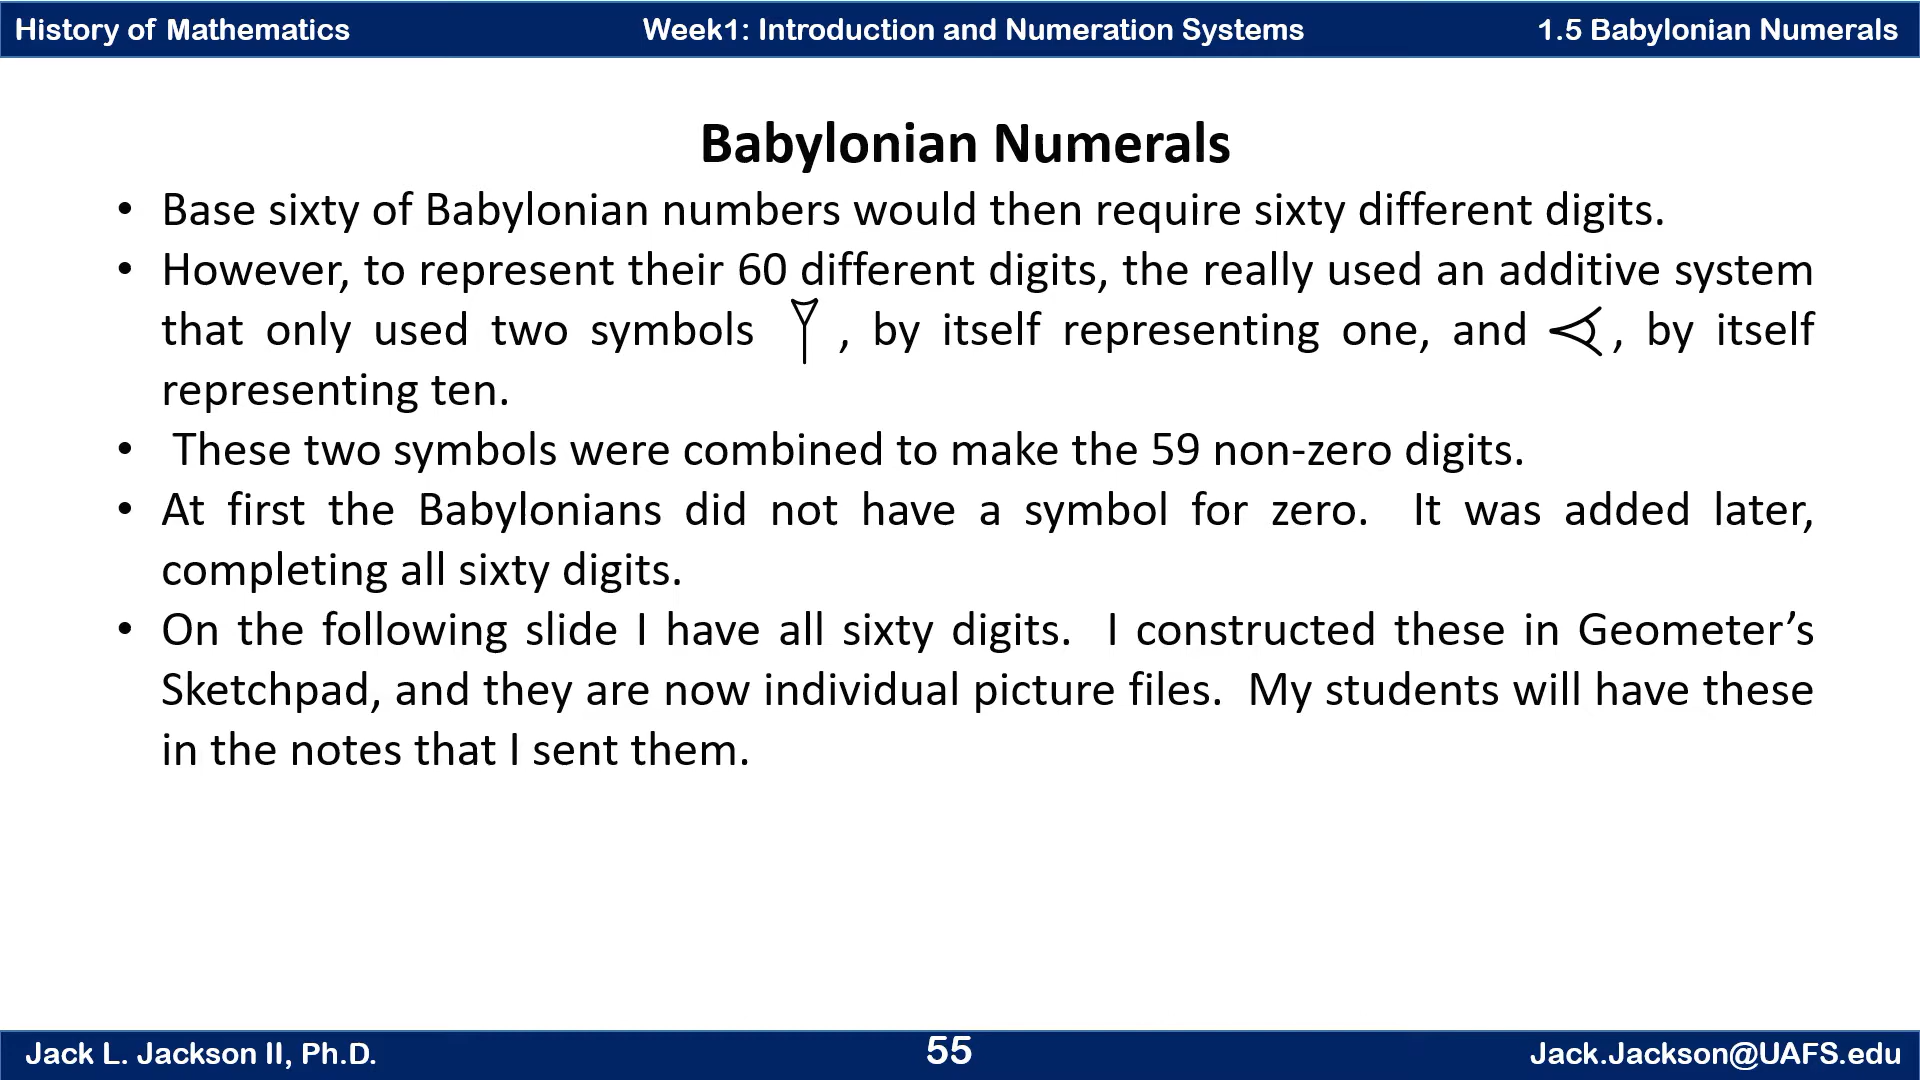 History of Mathematics Week1: Introduction and Numeration Systems 1.5 Babylonian Numerals
Babylonian Numerals
• Base sixty of Babylonian numbers would then require sixty different digits.
• However, to represent their 60 different digits, the really used an additive system
that only used two symbols 𒁹 , by itself representing one, and 𒌋 , by itself
representing ten.
• These two symbols were combined to make the 59 non-zero digits.
• At first the Babylonians did not have a symbol for zero. It was added later,
completing all sixty digits.
• On the following slide I have all sixty digits. I constructed these in Geometer’s
Sketchpad, and they are now individual picture files. My students will have these
in the notes that I sent them.
Jack L. Jackson II, Ph.D. 55 Jack.Jackson@UAFS.edu